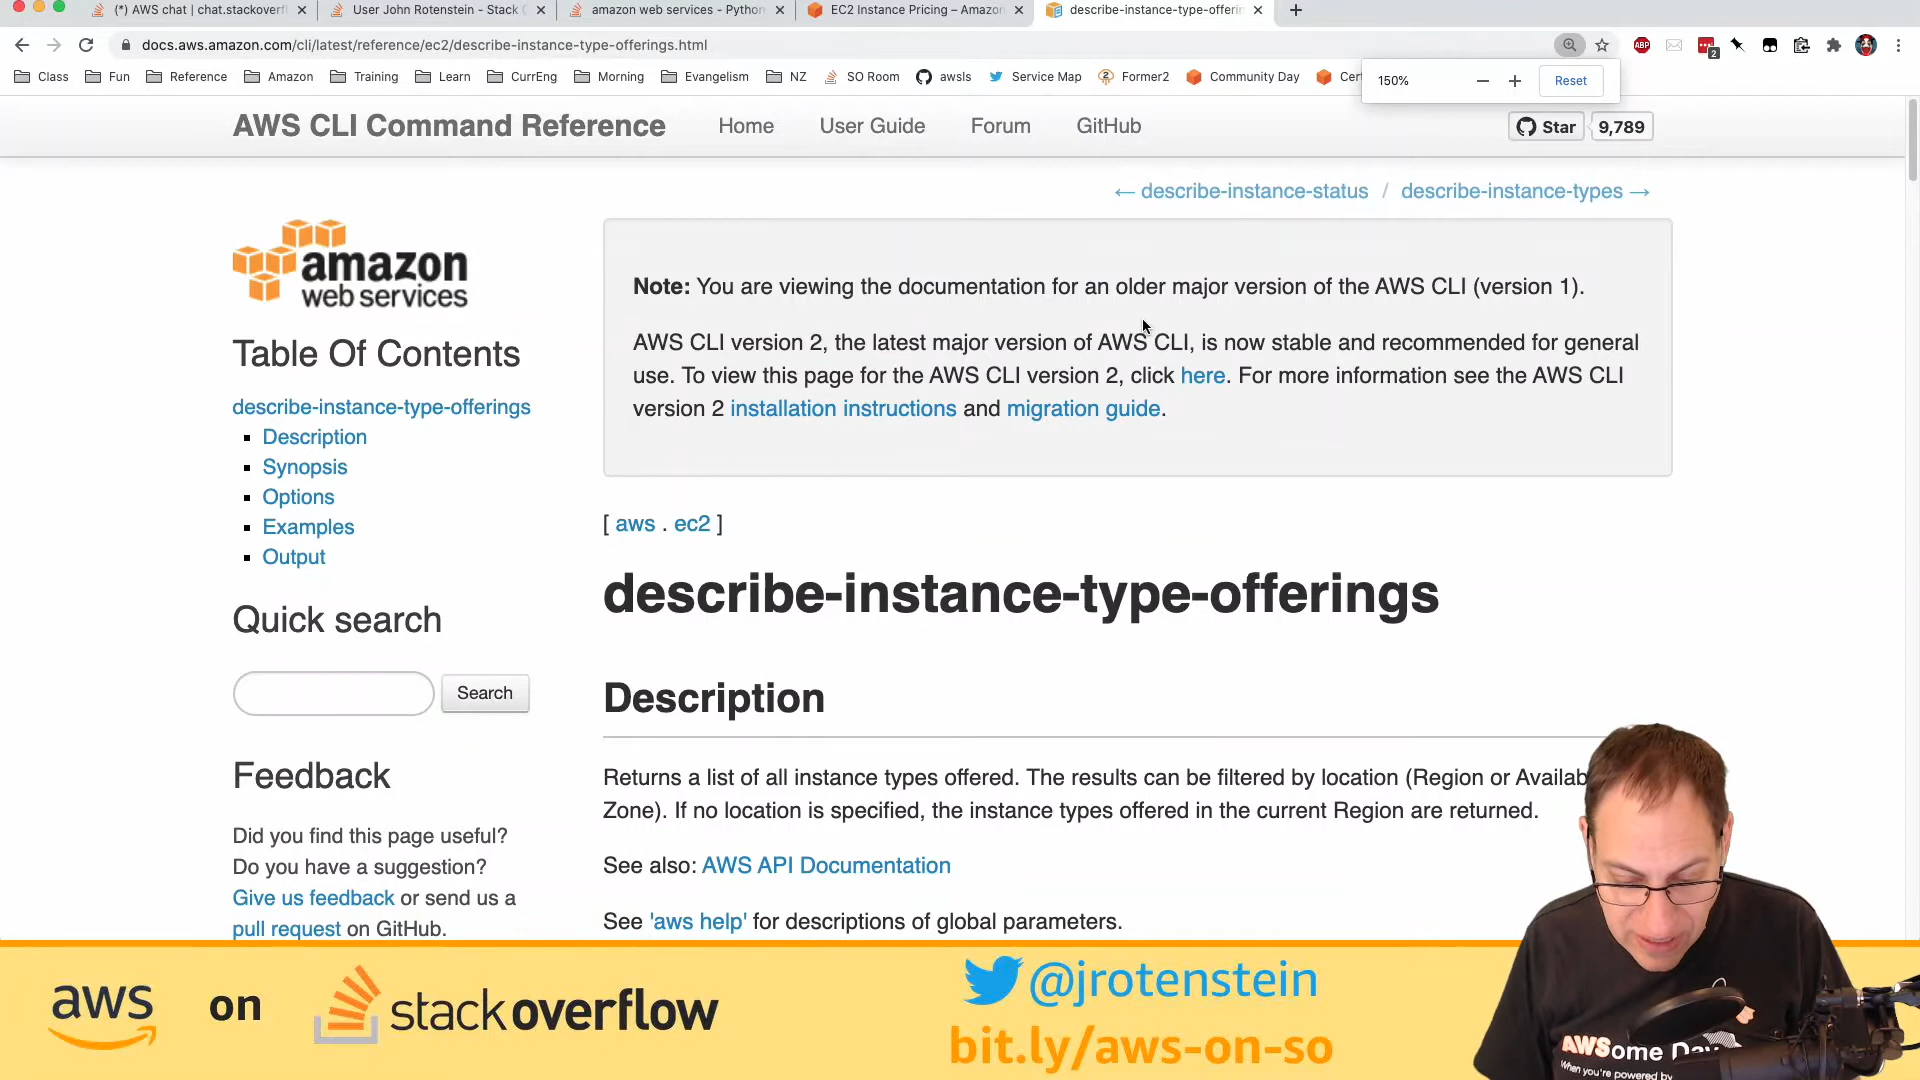 (*) AWS chat | chat.stackoverfl
User John Rotenstein - Stack
amazon web services - Python
EC2 Instance Pricing – Amazon
describe-instance-type-offerin
docs.aws.amazon.com/cli/latest/reference/ec2/describe-instance-type-offerings.html
ABP
2
Class
Fun
Reference
Amazon
Training
Learn
CurrEng
Morning
Evangelism
NZ
SO Room
awsls
Service Map
Former2
Community Day
Cert
150%
Reset
AWS CLI Command Reference
Home
User Guide
Forum
GitHub
Star
9,789
← describe-instance-status / describe-instance-types →
amazon
web services
Table Of Contents
describe-instance-type-offerings
Description
Synopsis
Options
Examples
Output
Quick search
Search
Feedback
Did you find this page useful?
Do you have a suggestion?
Give us feedback or send us a
pull request on GitHub.
Note: You are viewing the documentation for an older major version of the AWS CLI (version 1).
AWS CLI version 2, the latest major version of AWS CLI, is now stable and recommended for general
use. To view this page for the AWS CLI version 2, click here. For more information see the AWS CLI
version 2 installation instructions and migration guide.
[ aws . ec2 ]
describe-instance-type-offerings
Description
Returns a list of all instance types offered. The results can be filtered by location (Region or Availab
Zone). If no location is specified, the instance types offered in the current Region are returned.
See also: AWS API Documentation
See 'aws help' for descriptions of global parameters.
aws on stackoverflow
@jrotenstein
bit.ly/aws-on-so
AWSome Day
When you're powered by